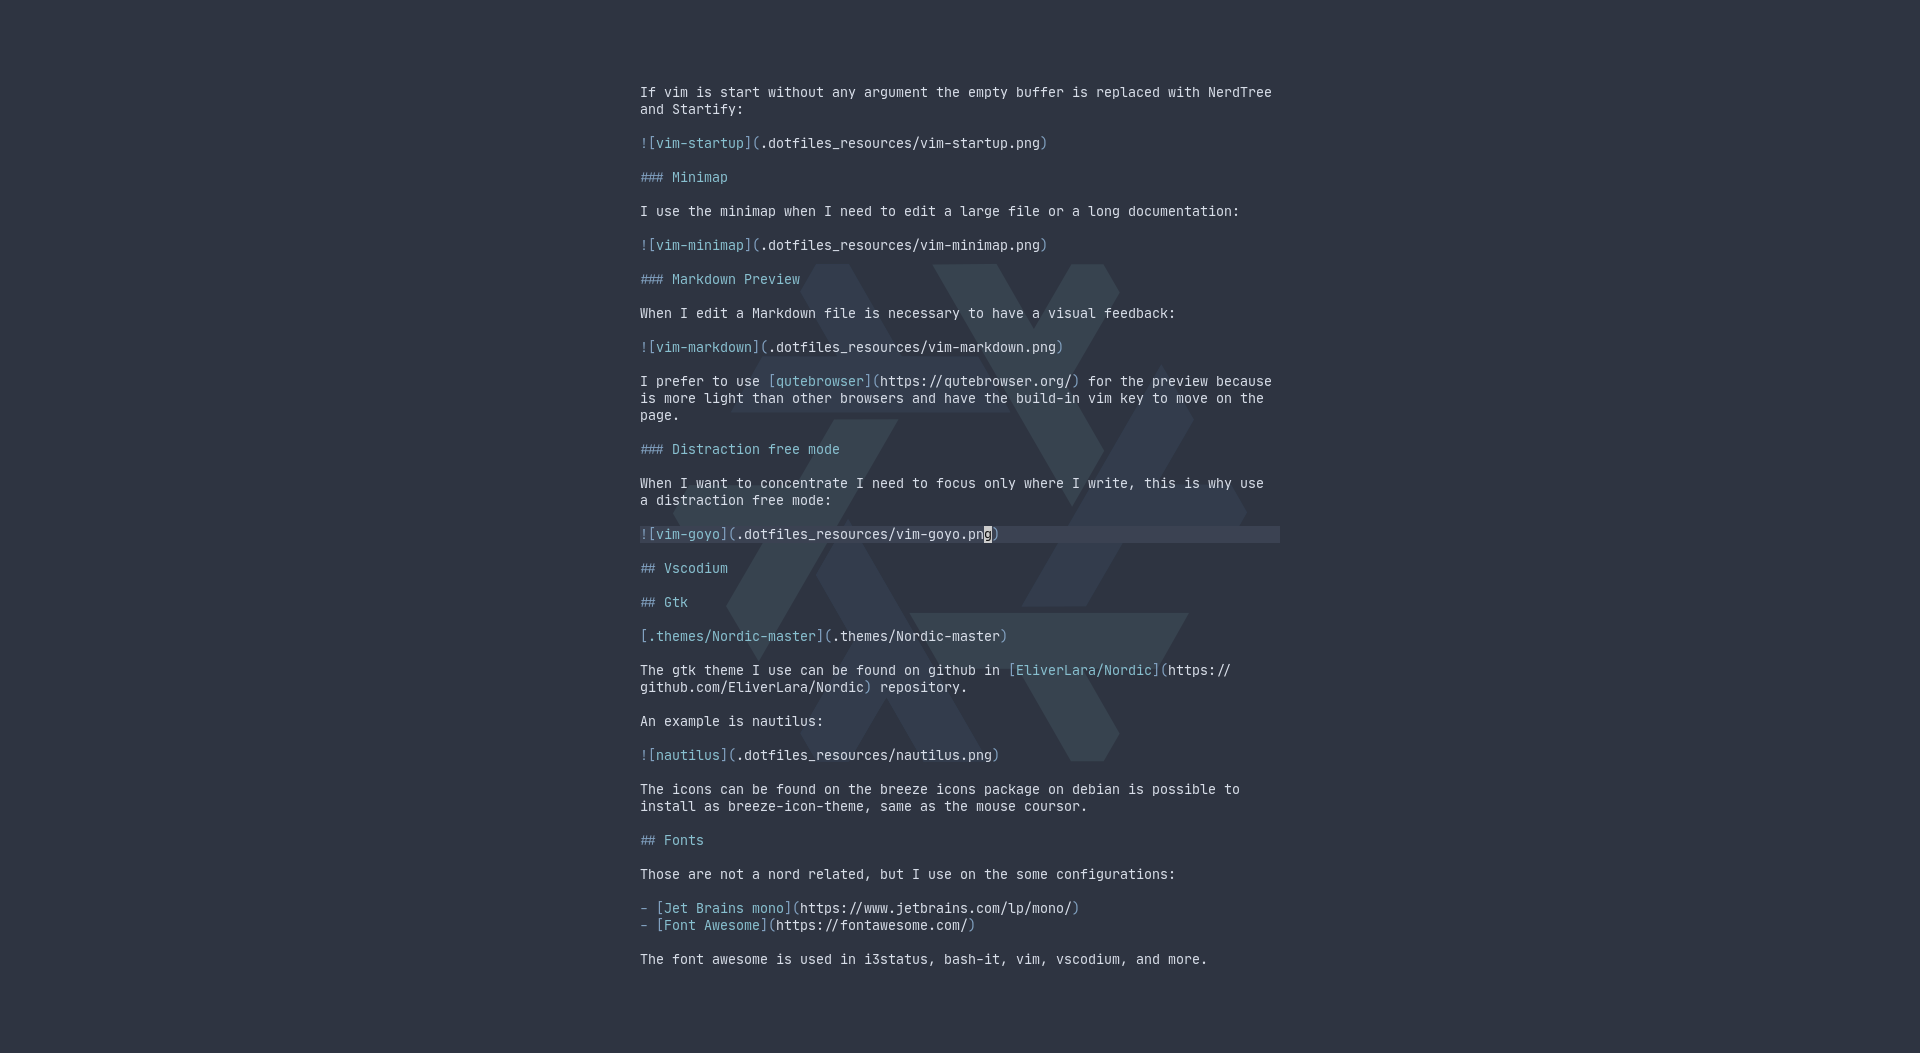 If vim is start without any argument the empty buffer is replaced with NerdTree
and Startify:
![vim-startup](.dotfiles_resources/vim-startup.png)
### Minimap
I use the minimap when I need to edit a large file or a long documentation:
![vim-minimap](.dotfiles_resources/vim-minimap.png)
### Markdown Preview
When I edit a Markdown file is necessary to have a visual feedback:
![vim-markdown](.dotfiles_resources/vim-markdown.png)
I prefer to use [qutebrowser](https://qutebrowser.org/) for the preview because
is more light than other browsers and have the build-in vim key to move on the
page.
### Distraction free mode
When I want to concentrate I need to focus only where I write, this is why use
a distraction free mode:
![vim-goyo](.dotfiles_resources/vim-goyo.png)
## Vscodium
## Gtk
[.themes/Nordic-master](.themes/Nordic-master)
The gtk theme I use can be found on github in [EliverLara/Nordic](https://
github.com/EliverLara/Nordic) repository.
An example is nautilus:
![nautilus](.dotfiles_resources/nautilus.png)
The icons can be found on the breeze icons package on debian is possible to
install as breeze-icon-theme, same as the mouse coursor.
## Fonts
Those are not a nord related, but I use on the some configurations:
- [Jet Brains mono](https://www.jetbrains.com/lp/mono/)
- [Font Awesome](https://fontawesome.com/)
The font awesome is used in i3status, bash-it, vim, vscodium, and more.